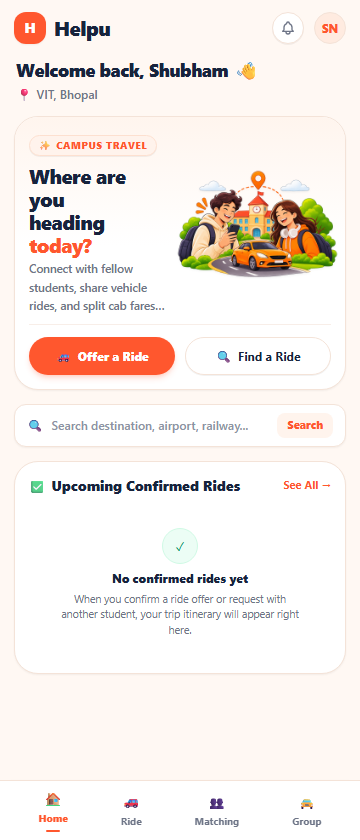 H Helpu SN
Welcome back, Shubham 👋
📍 VIT, Bhopal
✨ CAMPUS TRAVEL
Where are
you
heading
today?
Connect with fellow
students, share vehicle
rides, and split cab fares...
🚙 Offer a Ride
🔍 Find a Ride
🔍 Search destination, airport, railway... Search
✅ Upcoming Confirmed Rides See All →
✓
No confirmed rides yet
When you confirm a ride offer or request with
another student, your trip itinerary will appear right
here.
Home Ride Matching Group